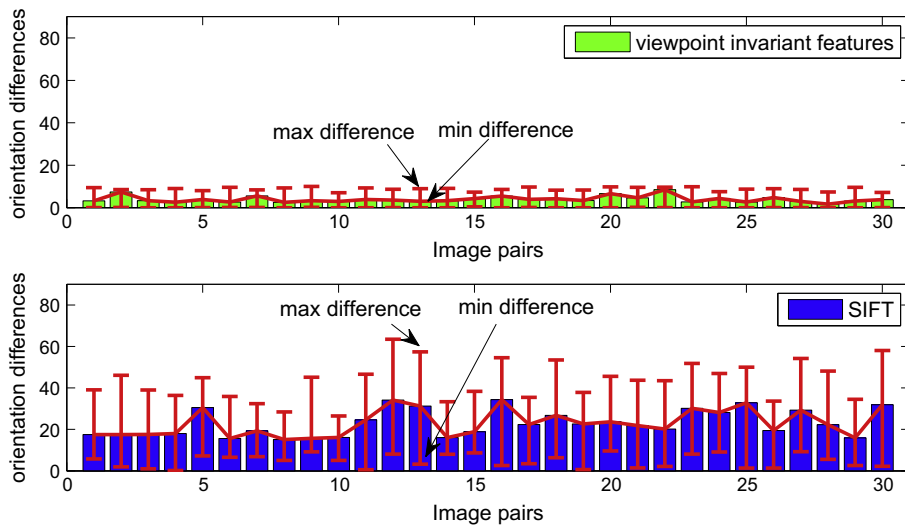 80
60
40
20
0
orientation differences
viewpoint invariant features
max difference
min difference
0 5 10 15 20 25 30
Image pairs
80
60
40
20
0
orientation differences
SIFT
max difference
min difference
0 5 10 15 20 25 30
Image pairs